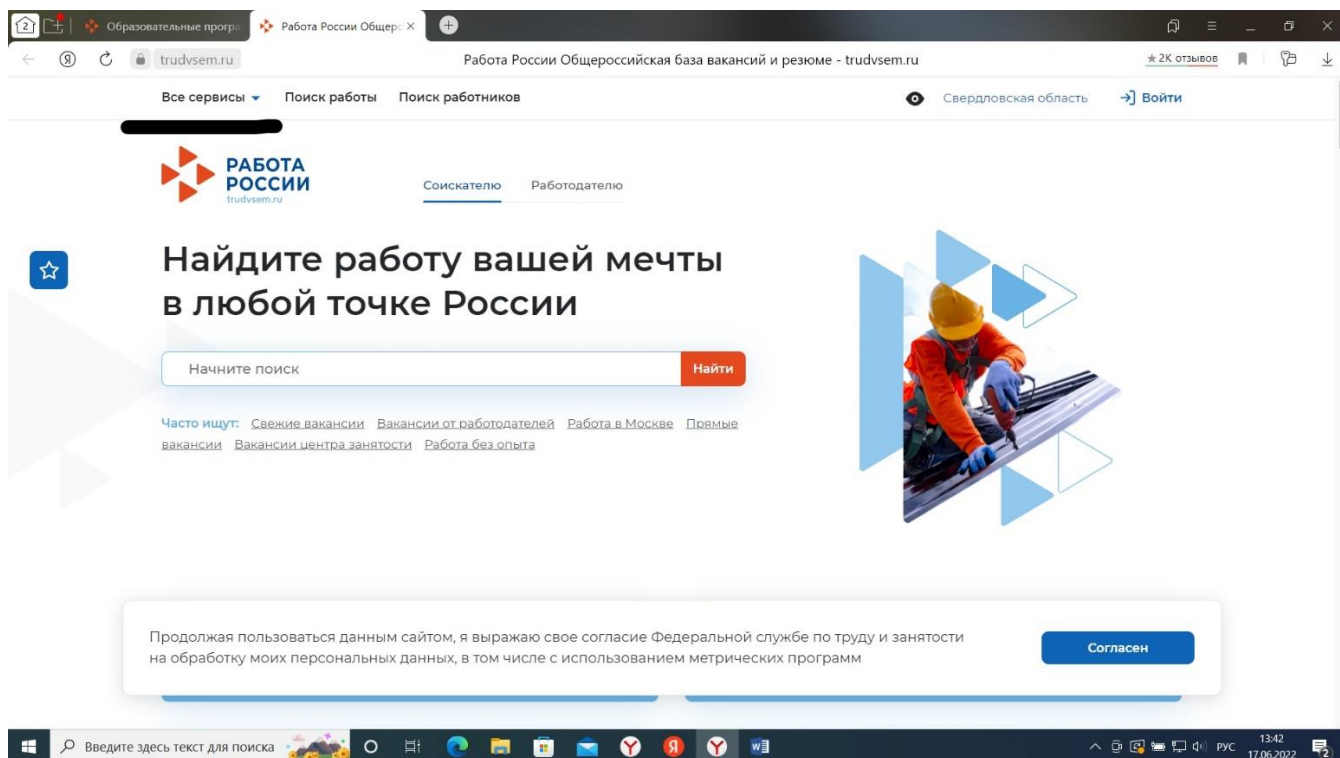 2
Образовательные програ
Работа России Общерс
trudvsem.ru
Работа России Общероссийская база вакансий и резюме - trudvsem.ru
2К отзывов
Все сервисы
Поиск работы
Поиск работников
Свердловская область
Войти
РАБОТА
РОССИИ
trudvsem.ru
Соискателю
Работодателю
Найдите работу вашей мечты
в любой точке России
Начните поиск
Найти
Часто ищут: Свежие вакансии Вакансии от работодателей Работа в Москве Прямые
вакансии Вакансии центра занятости Работа без опыта
Продолжая пользоваться данным сайтом, я выражаю свое согласие Федеральной службе по труду и занятости
на обработку моих персональных данных, в том числе с использованием метрических программ
Согласен
Введите здесь текст для поиска
РУС
13:42
17.06.2022
2